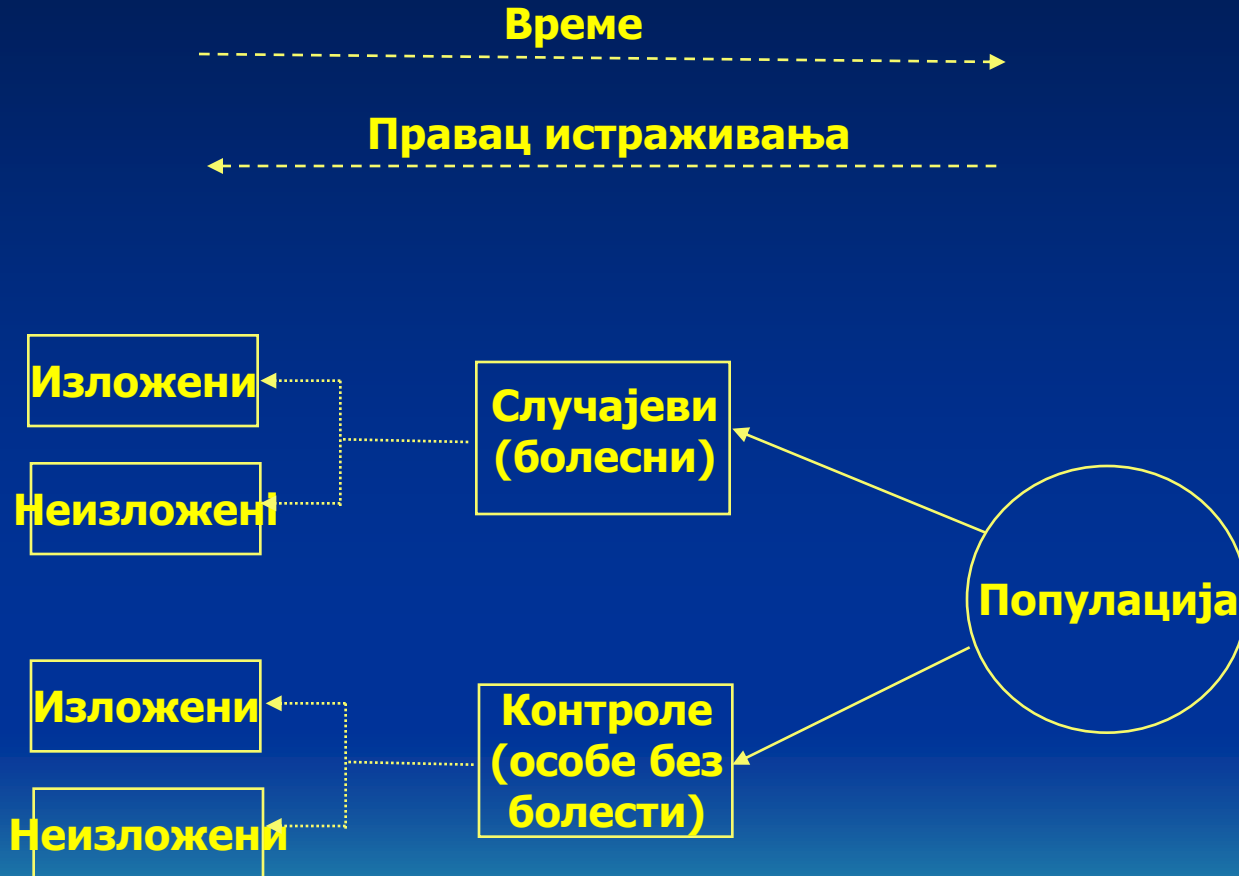 Време
Правац истраживања
Изложени
Случајеви
(болесни)
Неизложени
Популација
Изложени
Контроле
(особе без
болести)
Неизложени